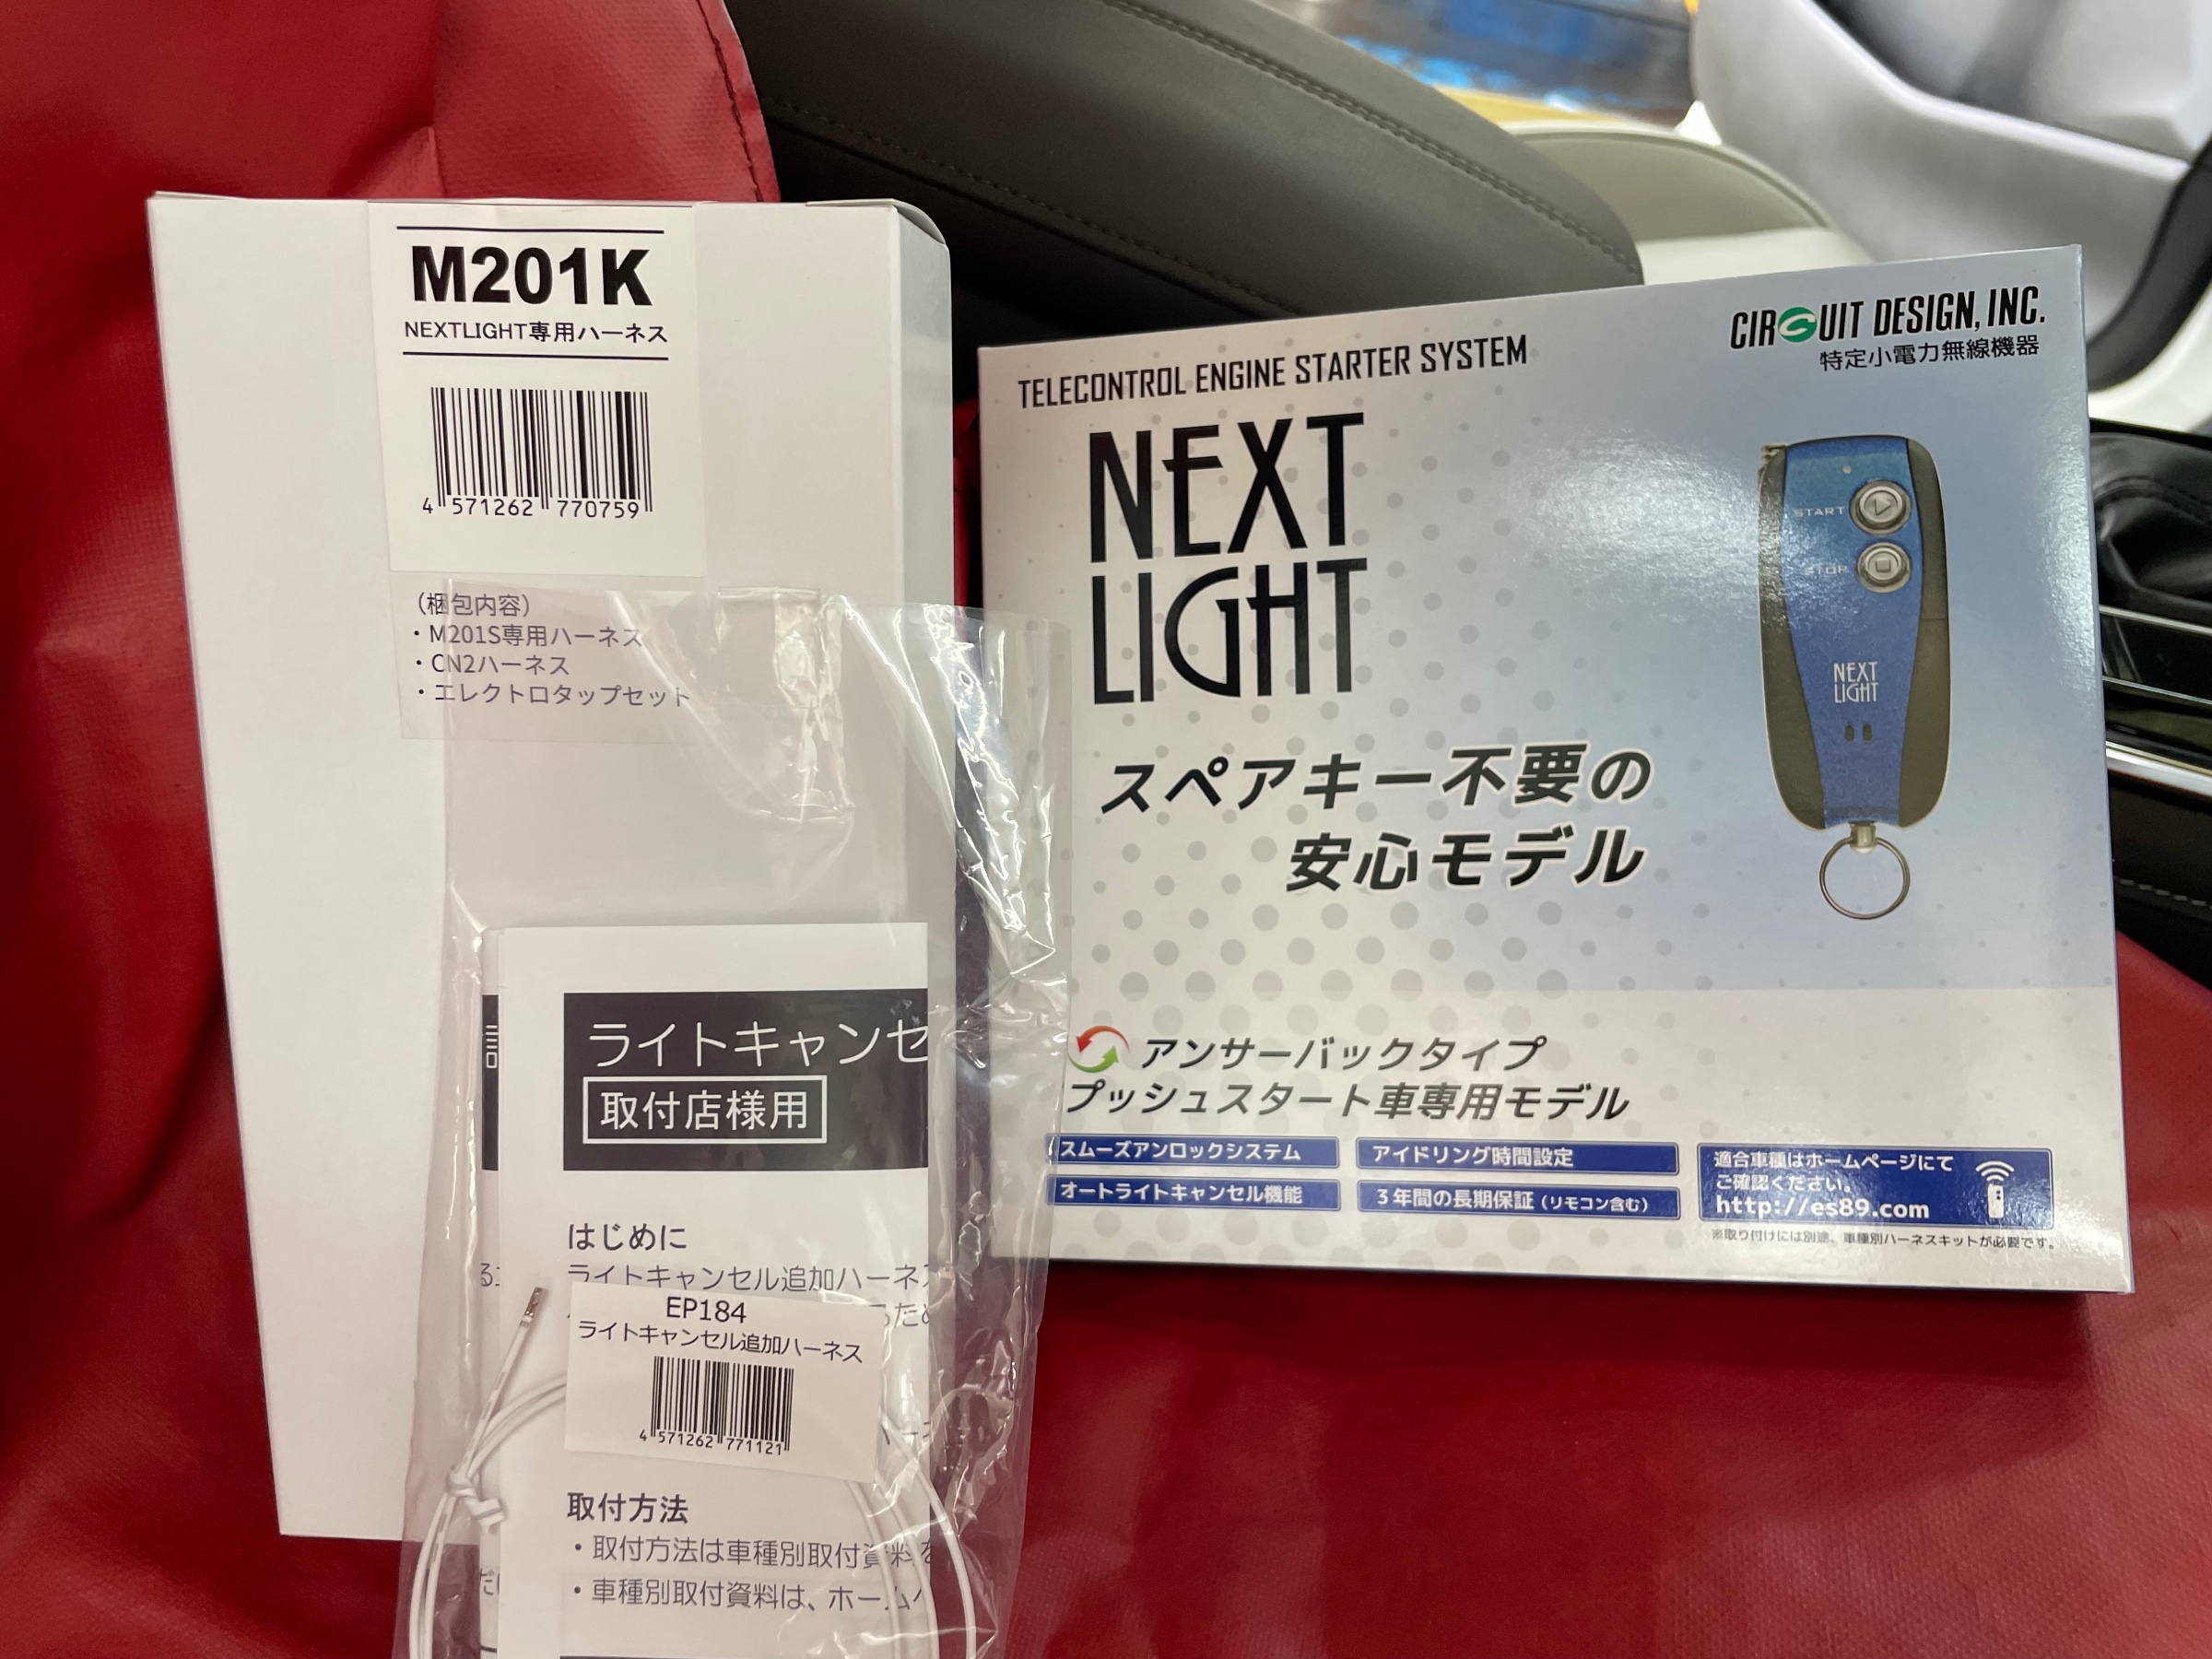 M201K
NEXTLIGHT専用ハーネス
4 571262 770759
（梱包内容）
・M201S専用ハーネス
・CN2ハーネス
・エレクトロタップセット
ライトキャンセ
取付店様用
はじめに
ライトキャンセル追加ハーネ
EP184
ライトキャンセル追加ハーネス
4 571262 771121
取付方法
・取付方法は車種別取付資料
・車種別取付資料は、ホーム
CIRCUIT DESIGN, INC.
特定小電力無線機器
TELECONTROL ENGINE STARTER SYSTEM
NEXT
LIGHT
START
STOP
NEXT
LIGHT
スペアキー不要の
安心モデル
アンサーバックタイプ
プッシュスタート車専用モデル
スムーズアンロックシステム
アイドリング時間設定
オートライトキャンセル機能
3年間の長期保証（リモコン含む）
適合車種はホームページにて
ご確認ください。
http://es89.com
※取り付けには別途、車種別ハーネスキットが必要です。